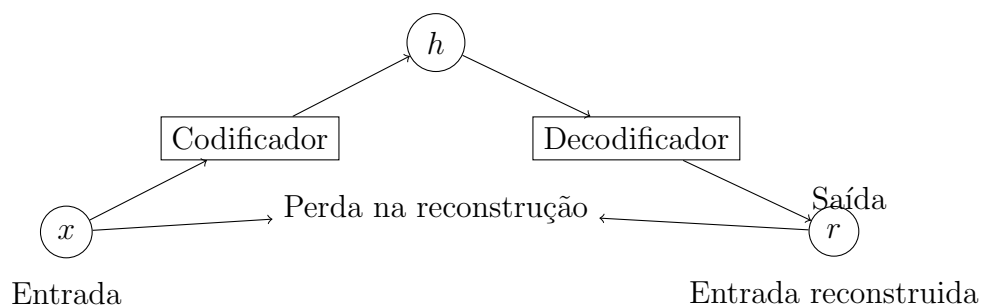 h
Codificador
Decodificador
Saída
Perda na reconstrução
x
r
Entrada
Entrada reconstruida